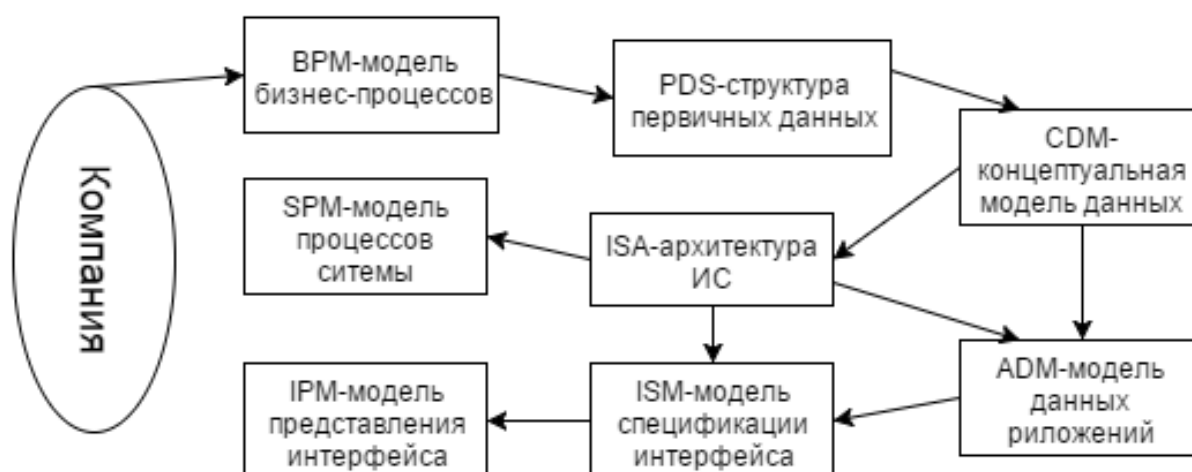 Компания
BPM-модель
бизнес-процессов
PDS-структура
первичных данных
CDM-
концептуальная
модель данных
SPM-модель
процессов
ситемы
ISA-архитектура
ИС
IPM-модель
представления
интерфейса
ISM-модель
спецификации
интерфейса
ADM-модель
данных
риложений